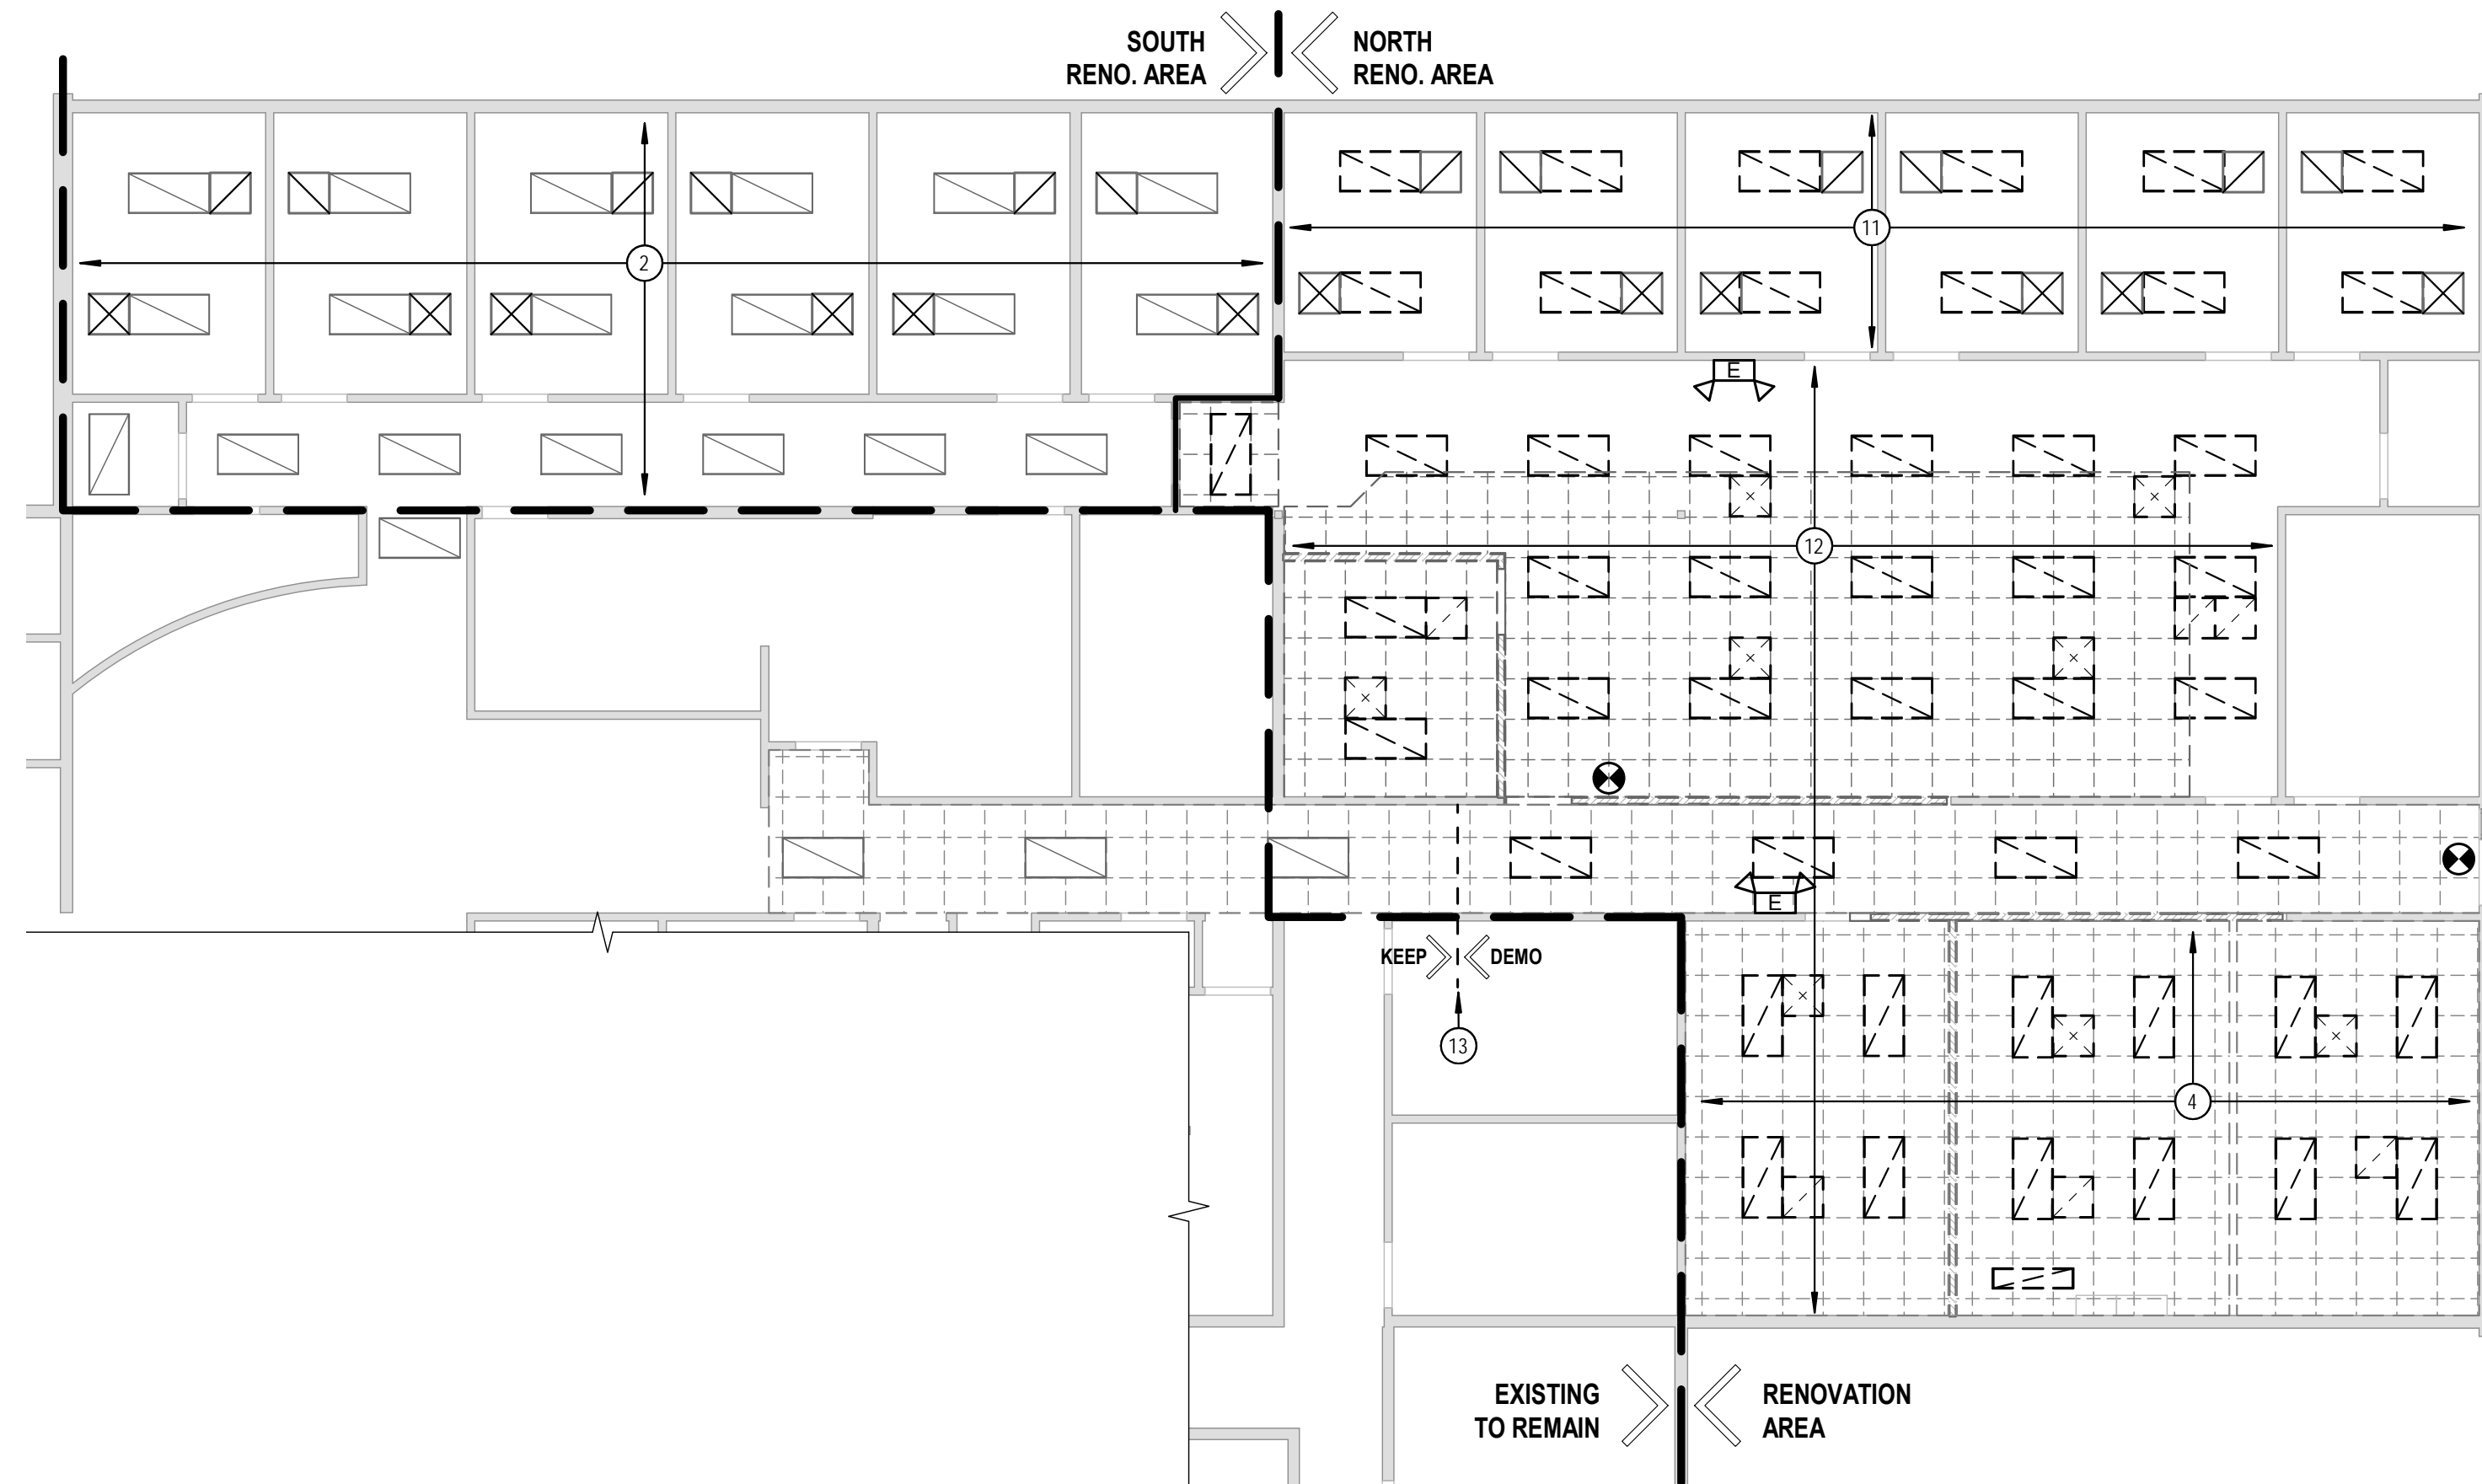 SOUTH
RENO. AREA
NORTH
RENO. AREA
11
2
E
12
E
KEEP
DEMO
13
4
EXISTING
TO REMAIN
RENOVATION
AREA